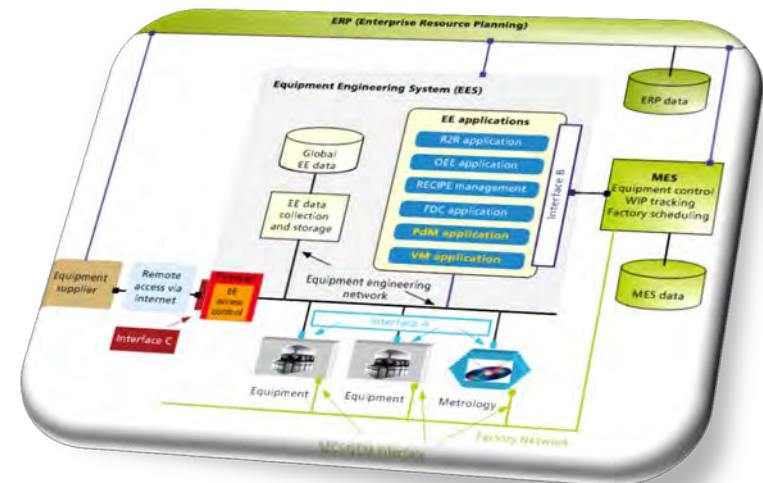 ERP (Enterprise Resource Planning)
Equipment Engineering System (EES)
ERP data
EE applications
R2R application
OEE application
RECIPE management
FDC application
PdM application
VM application
Interface B
Global
EE data
EE data
collection
and storage
MES
Equipment control
WIP tracking
Factory scheduling
MES data
Equipment
supplier
Remote
access via
internet
EE
access
control
Interface C
Equipment engineering
network
Interface A
Equipment
Equipment
Metrology
Factory Network